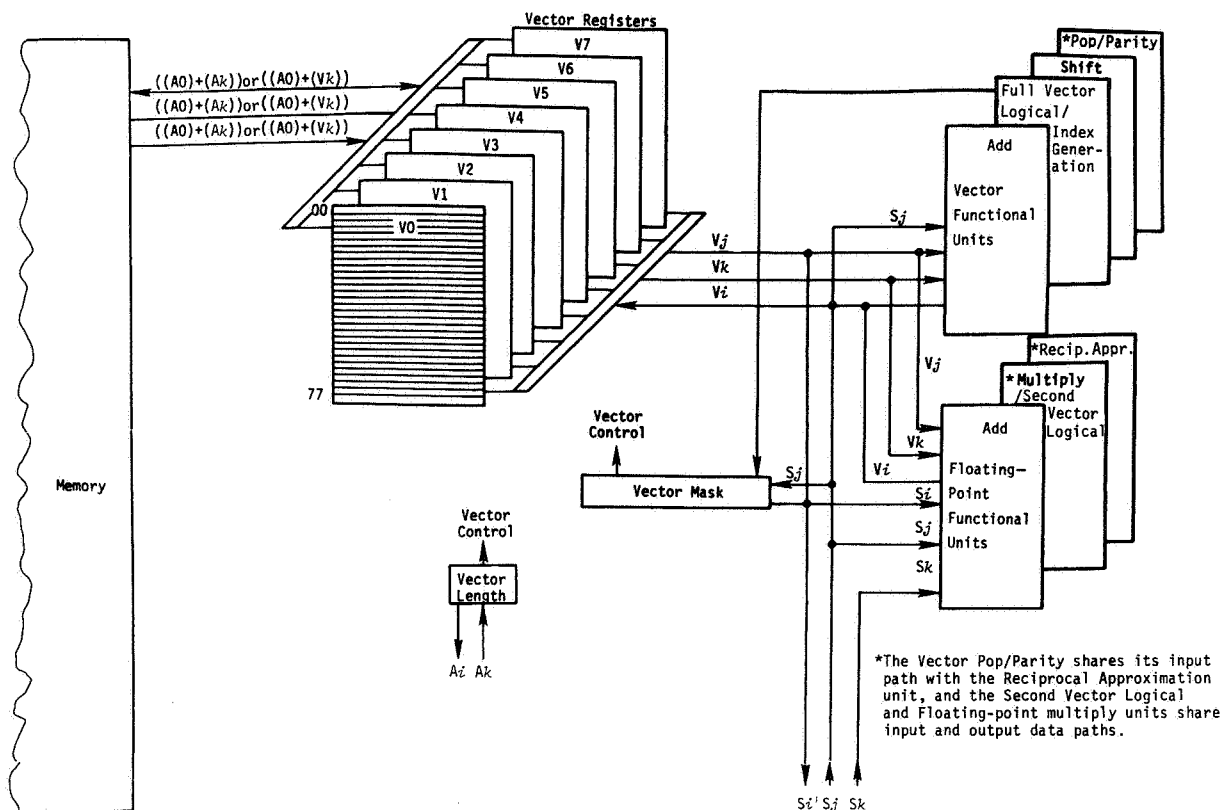 Vector Registers
V7
V6
V5
V4
V3
V2
V1
V0
00
77
((A0)+(Ak))or((A0)+(Vk))
((A0)+(Ak))or((A0)+(Vk))
((A0)+(Ak))or((A0)+(Vk))
Memory
*Pop/Parity
Shift
Full Vector
Logical/
Index
Gener-
ation
Add
Vector
Functional
Units
Sj
Vj
Vk
Vi
*Recip.Appr.
*Multiply
/Second
Vector
Logical
Add
Floating-
Point
Functional
Units
Vj
Vk
Vi
Si
Sj
Sk
Vector
Control
Sj
Vector Mask
Vector
Control
Vector
Length
Ai Ak
*The Vector Pop/Parity shares its input
path with the Reciprocal Approximation
unit, and the Second Vector Logical
and Floating-point multiply units share
input and output data paths.
Si' Sj Sk